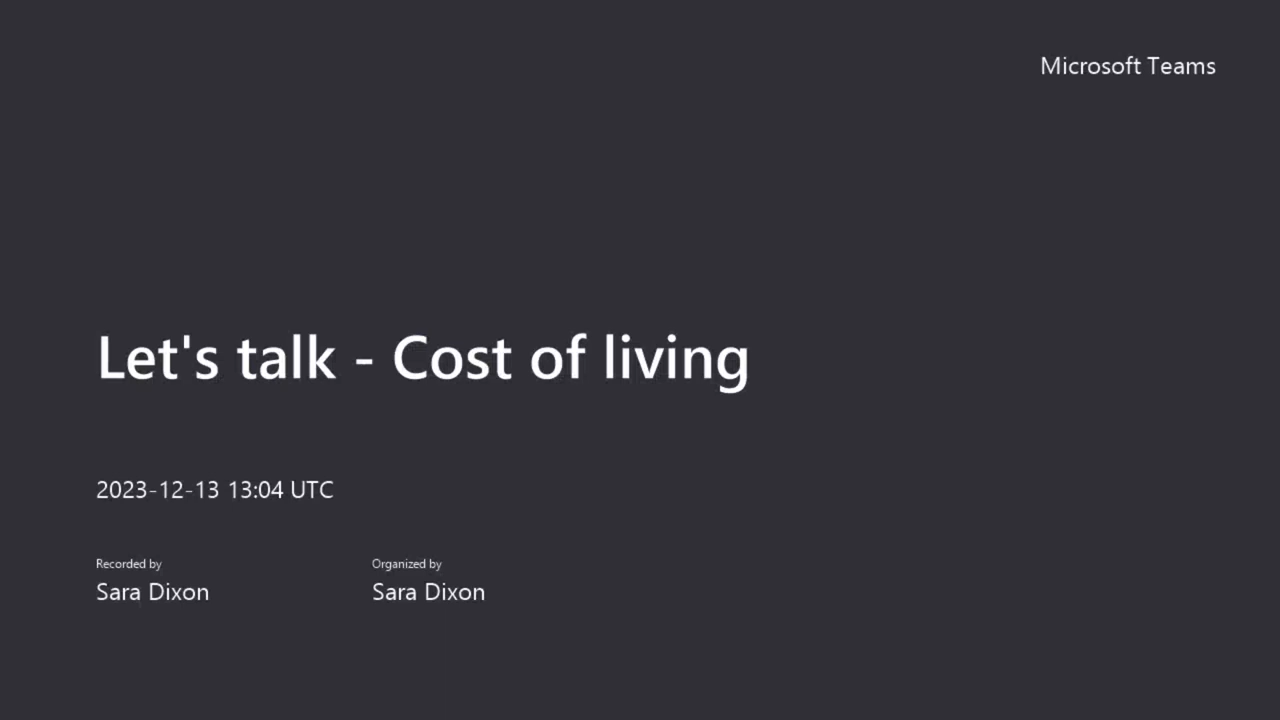 Microsoft Teams
Let's talk - Cost of living
2023-12-13 13:04 UTC
Recorded by
Sara Dixon
Organized by
Sara Dixon